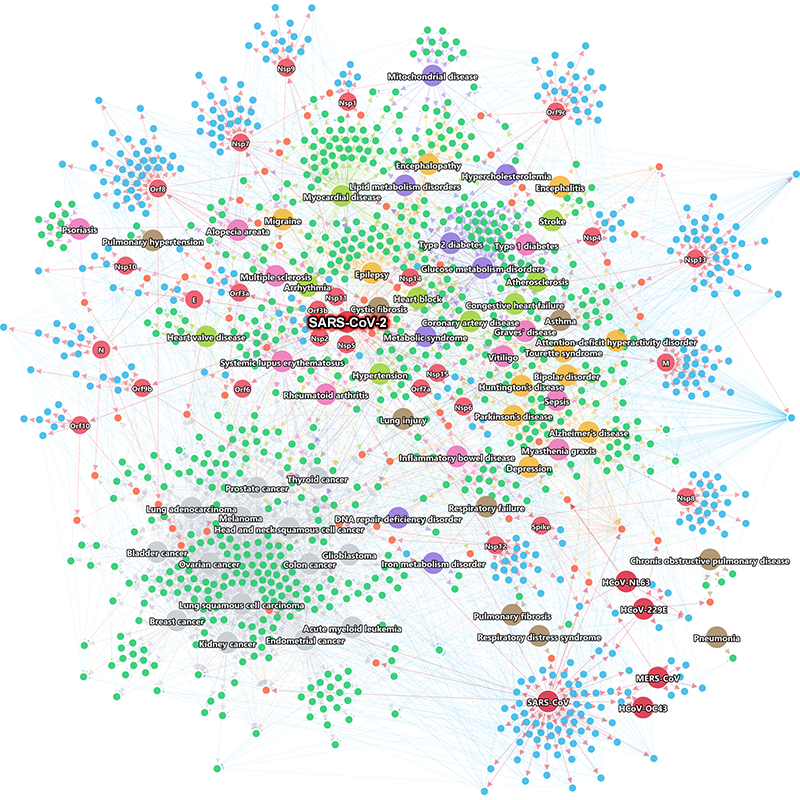 Nsp9
Mitochondrial disease
Nsp1
Orf9c
Nsp7
Encephalopathy
Hypercholesterolemia
Lipid metabolism disorders
Encephalitis
Orf8
Myocardial disease
Migraine
Stroke
Psoriasis
Alopecia areata
Nsp4
Pulmonary hypertension
Type 2 diabetes
Type 1 diabetes
Nsp13
Nsp10
Glucose metabolism disorders
Epilepsy
Multiple sclerosis
Nsp14
Atherosclerosis
Arrhythmia
Orf3a
Nsp11
E
Heart block
Congestive heart failure
Orf3b
Cystic fibrosis
SARS-CoV-2
Coronary artery disease
Asthma
Graves' disease
Heart valve disease
Nsp2
Metabolic syndrome
Attention-deficit hyperactivity disorder
Nsp5
N
Tourette syndrome
Vitiligo
Systemic lupus erythematosus
M
Hypertension
Nsp15
Bipolar disorder
Orf9b
Orf6
Orf7a
Huntington's disease
Rheumatoid arthritis
Sepsis
Nsp6
Lung injury
Parkinson's disease
Orf10
Alzheimer's disease
Myasthenia gravis
Inflammatory bowel disease
Depression
Thyroid cancer
Prostate cancer
Nsp8
Lung adenocarcinoma
Respiratory failure
Melanoma
DNA repair deficiency disorder
Head and neck squamous cell cancer
Spike
Nsp12
Bladder cancer
Glioblastoma
Ovarian cancer
Colon cancer
Iron metabolism disorder
Chronic obstructive pulmonary disease
HCoV-NL63
Lung squamous cell carcinoma
HCoV-229E
Pulmonary fibrosis
Breast cancer
Acute myeloid leukemia
Respiratory distress syndrome
Pneumonia
Kidney cancer
Endometrial cancer
MERS-CoV
SARS-CoV
HCoV-OC43